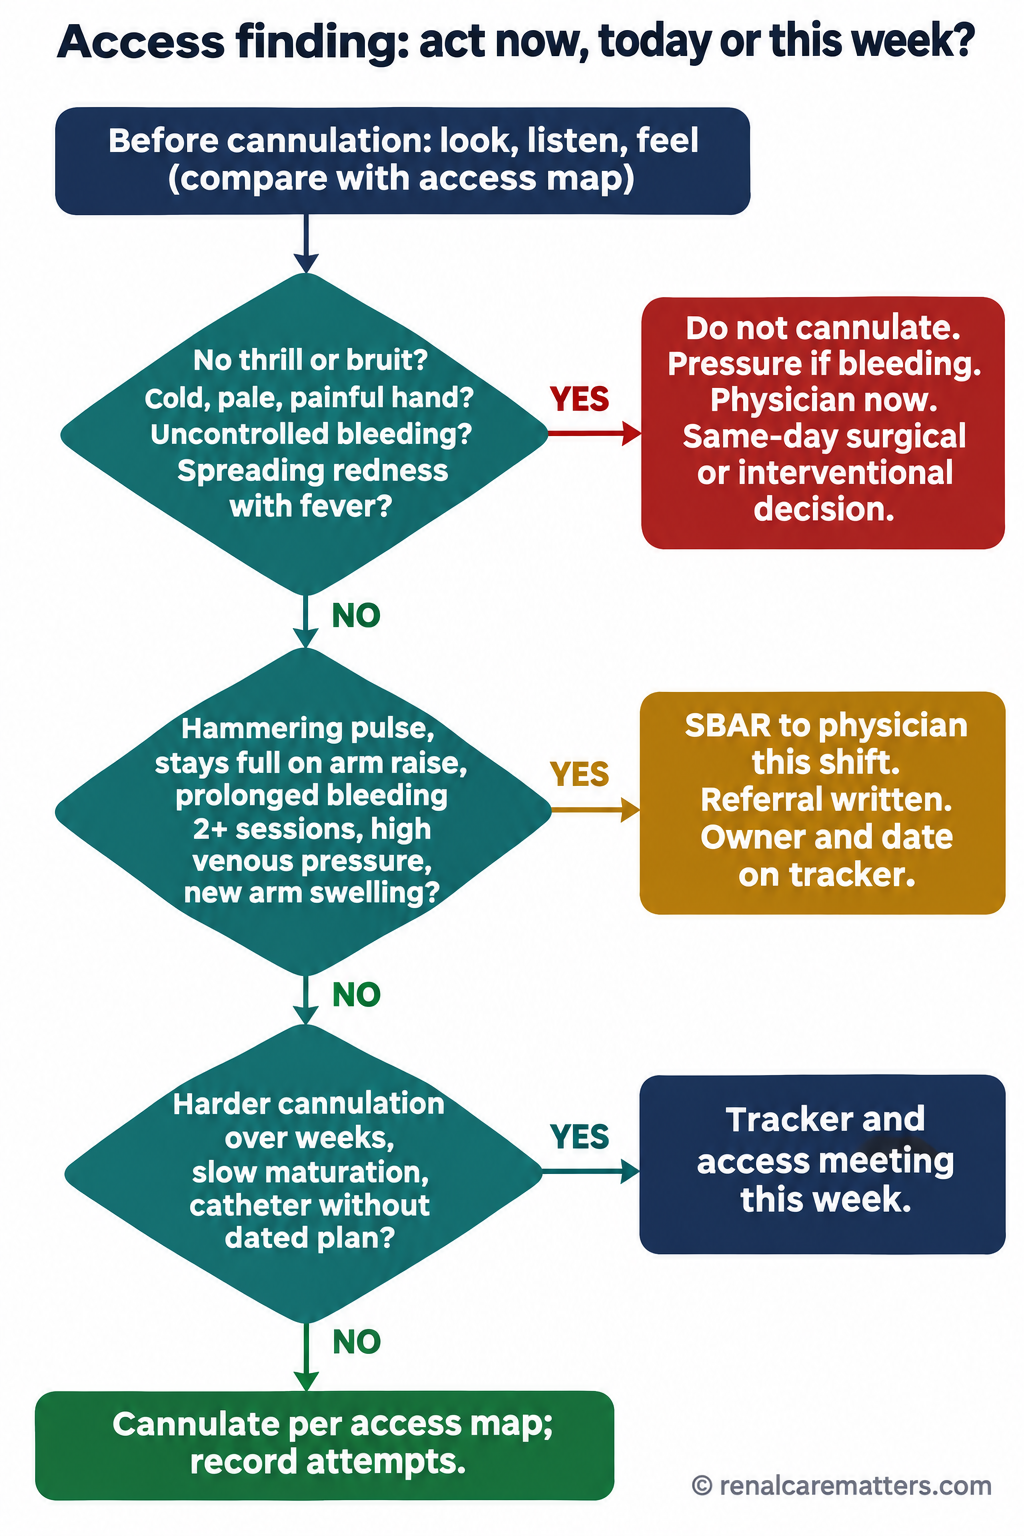 Access finding: act now, today or this week?
Before cannulation: look, listen, feel
(compare with access map)
No thrill or bruit?
Cold, pale, painful hand?
Uncontrolled bleeding?
Spreading redness
with fever?
YES
Do not cannulate.
Pressure if bleeding.
Physician now.
Same-day surgical
or interventional
decision.
NO
Hammering pulse,
stays full on arm raise,
prolonged bleeding
2+ sessions, high
venous pressure,
new arm swelling?
YES
SBAR to physician
this shift.
Referral written.
Owner and date
on tracker.
NO
Harder cannulation
over weeks,
slow maturation,
catheter without
dated plan?
YES
Tracker and
access meeting
this week.
NO
Cannulate per access map;
record attempts.
© renalcarematters.com